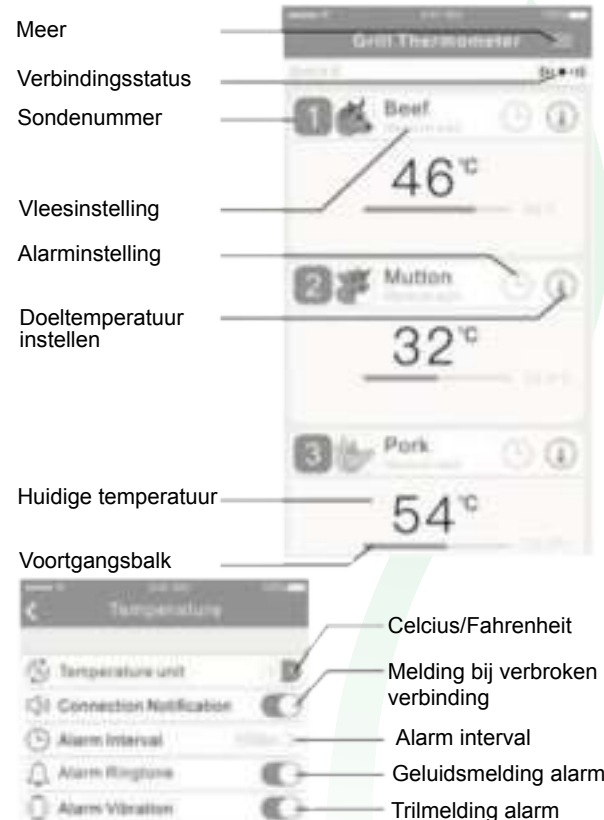 Meer
Grill Thermometer
Verbindingsstatus
Sondenummer
1
Beef
46°C
Vleesinstelling
Alarminstelling
2
Mutton
Doeltemperatuur
instellen
32°C
3
Pork
Huidige temperatuur
54°C
Voortgangsbalk
Temperature
Celcius/Fahrenheit
Temperature unit
Melding bij verbroken
verbinding
Connection Notification
Alarm Interval
Alarm interval
Alarm Ringtone
Geluidsmelding alarm
Alarm Vibration
Trilmelding alarm